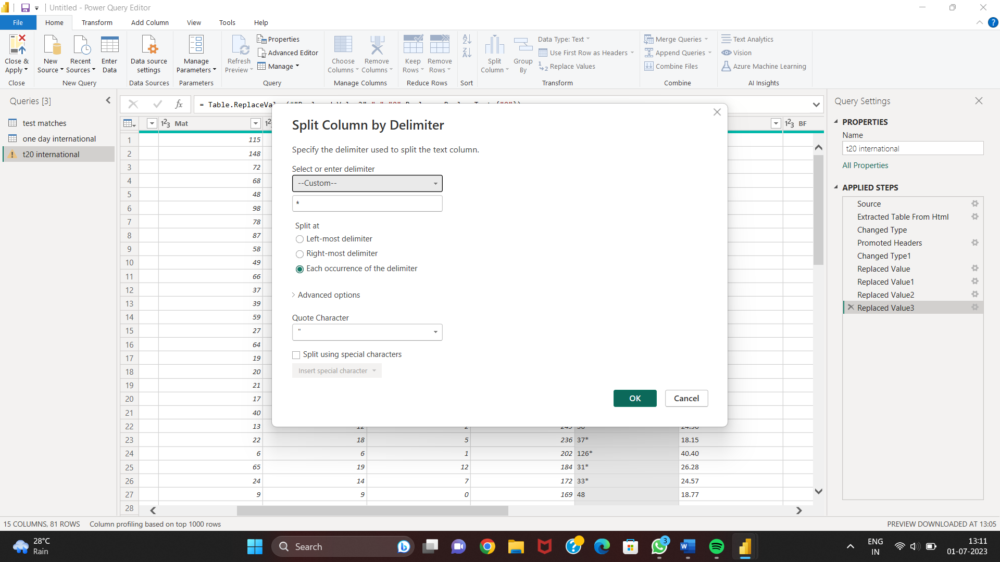 Untitled - Power Query Editor
File Home Transform Add Column View Tools Help
Close & Apply
Close
New Source
Recent Sources
Enter Data
New Query
Data source settings
Data Sources
Manage Parameters
Parameters
Refresh Preview
Properties
Advanced Editor
Manage
Query
Choose Columns
Remove Columns
Manage Columns
Keep Rows
Remove Rows
Reduce Rows
Sort
Split Column
Group By
Data Type: Text
Use First Row as Headers
Replace Values
Transform
Merge Queries
Append Queries
Combine Files
Combine
Text Analytics
Vision
Azure Machine Learning
AI Insights
Queries [3]
test matches
one day international
t20 international
fx
= Table.ReplaceVal
Mat
BF
1 115
2 148
3 72
4 68
5 48
6 98
7 78
8 87
9 58
10 49
11 66
12 37
13 39
14 59
15 27
16 64
17 19
18 20
19 21
20 17
21 40
22 13
23 22 18 5 236 37* 18.15
24 6 6 1 202 126* 40.40
25 65 19 12 184 31* 26.28
26 24 14 7 172 33* 24.57
27 9 9 0 169 48 18.77
28
Split Column by Delimiter
Specify the delimiter used to split the text column.
Select or enter delimiter
--Custom--
*
Split at
Left-most delimiter
Right-most delimiter
Each occurrence of the delimiter
Advanced options
Quote Character
"
Split using special characters
Insert special character
OK Cancel
Query Settings
PROPERTIES
Name
t20 international
All Properties
APPLIED STEPS
Source
Extracted Table From Html
Changed Type
Promoted Headers
Changed Type1
Replaced Value
Replaced Value1
Replaced Value2
Replaced Value3
15 COLUMNS, 81 ROWS Column profiling based on top 1000 rows PREVIEW DOWNLOADED AT 13:05
28°C
Rain
Search
3
ENG
IN
13:11
01-07-2023